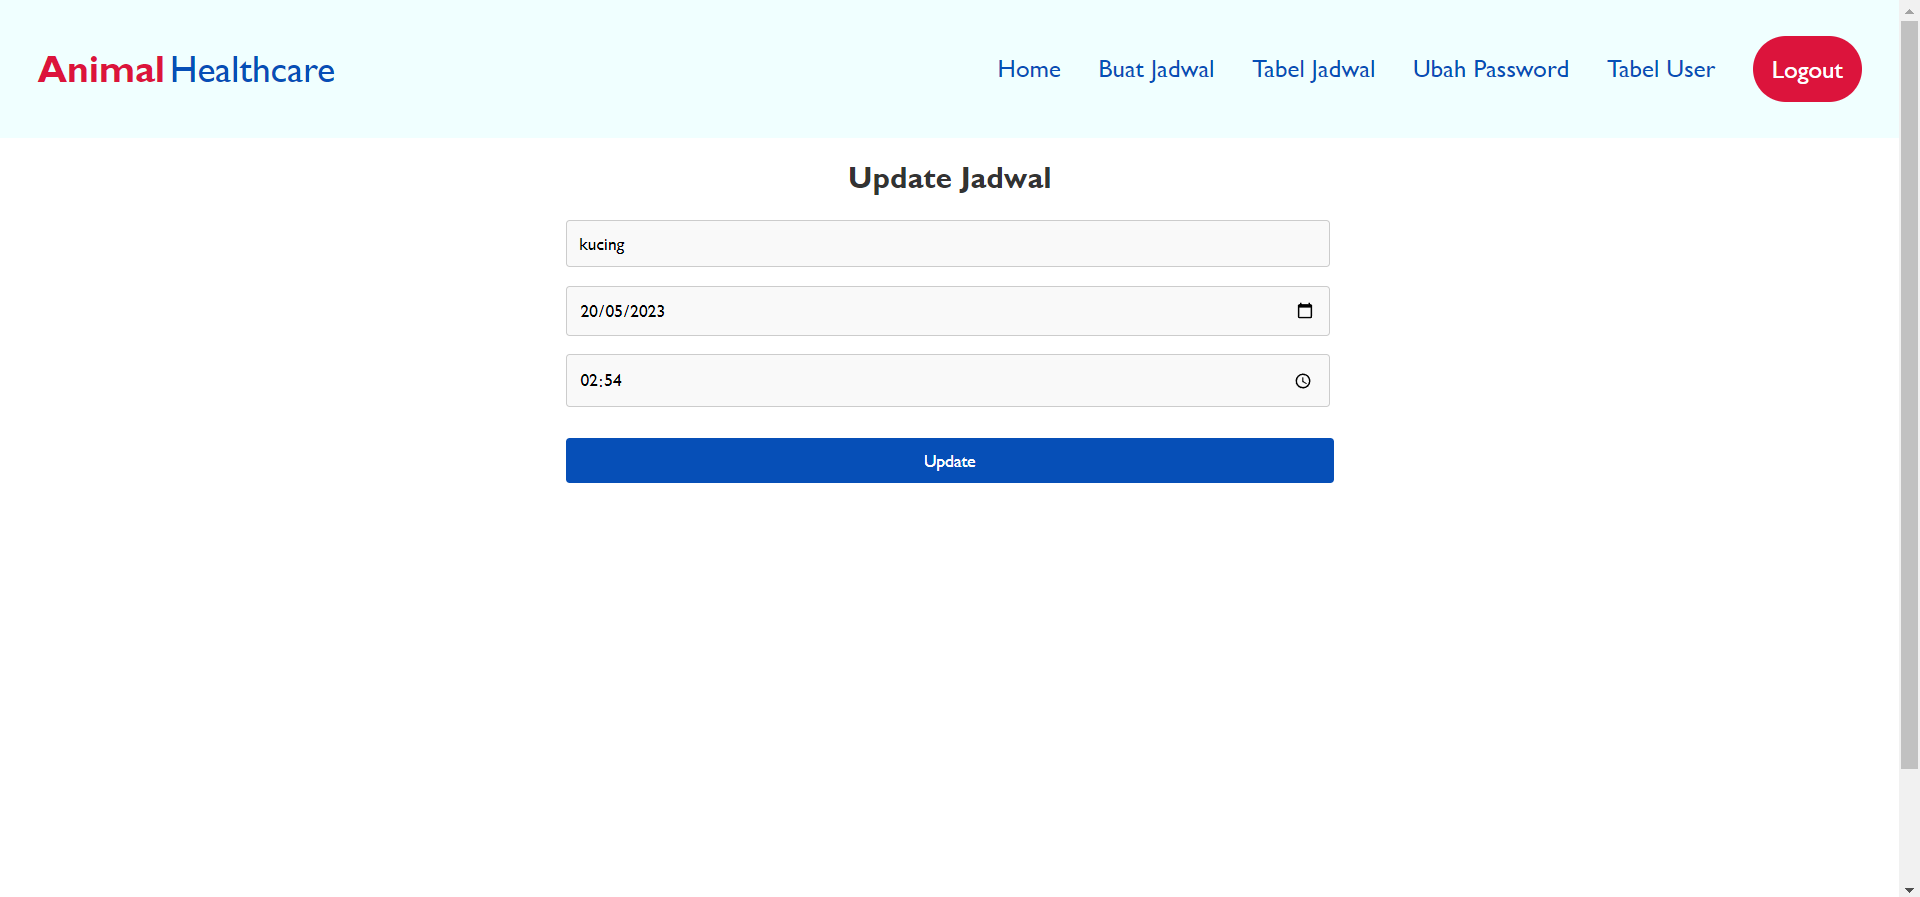 Animal Healthcare
Home Buat Jadwal Tabel Jadwal Ubah Password Tabel User Logout
Update Jadwal
kucing
20/05/2023
02:54
Update